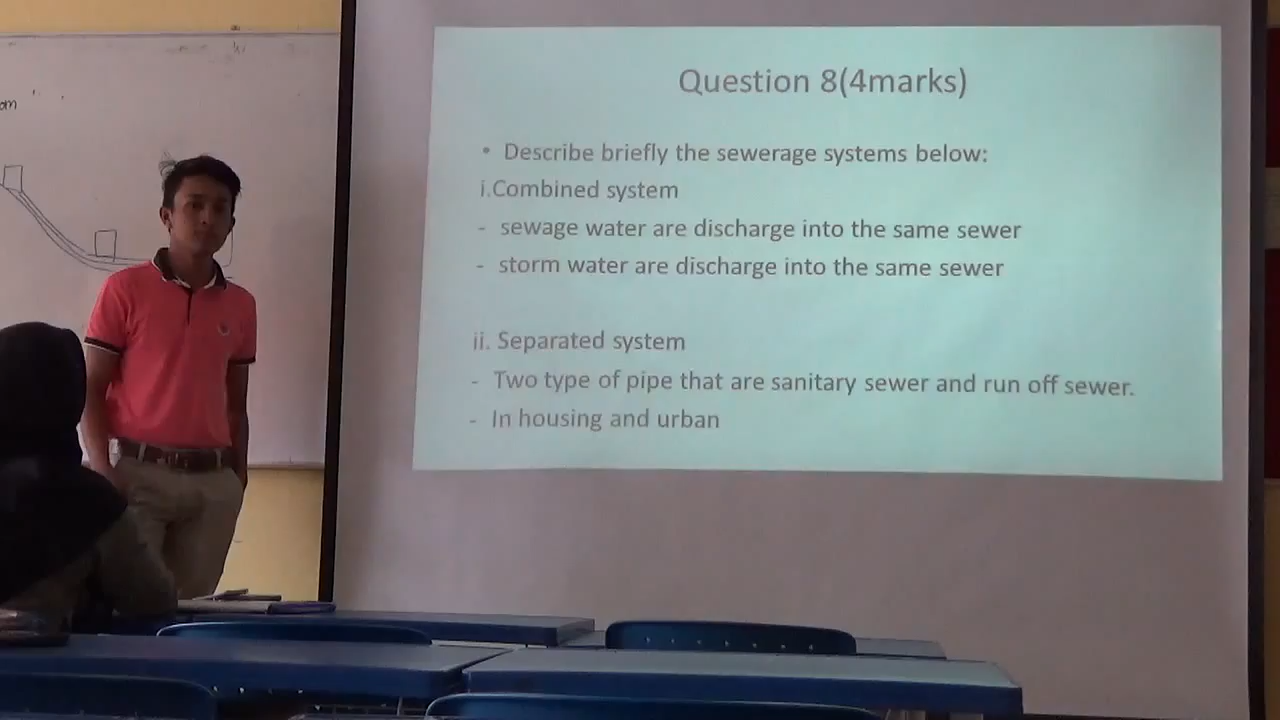 om
Question 8(4marks)
• Describe briefly the sewerage systems below:
i.Combined system
- sewage water are discharge into the same sewer
- storm water are discharge into the same sewer
ii. Separated system
- Two type of pipe that are sanitary sewer and run off sewer.
- In housing and urban